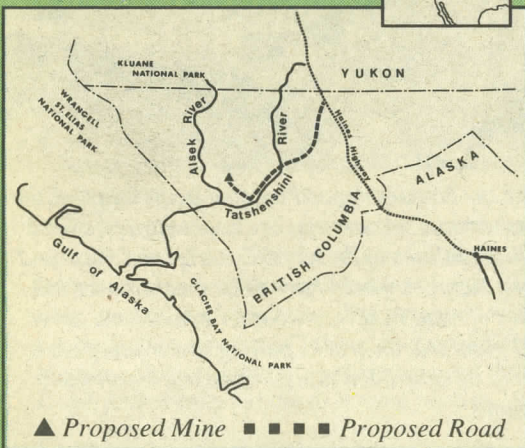 KLUANE
NATIONAL PARK
YUKON
WRANGELL
ST. ELIAS
NATIONAL PARK
Alsek River
River
Tatshenshini
Haines Highway
ALASKA
BRITISH COLUMBIA
HAINES
Gulf of Alaska
GLACIER BAY NATIONAL PARK
▲ Proposed Mine ■ ■ ■ ■ Proposed Road